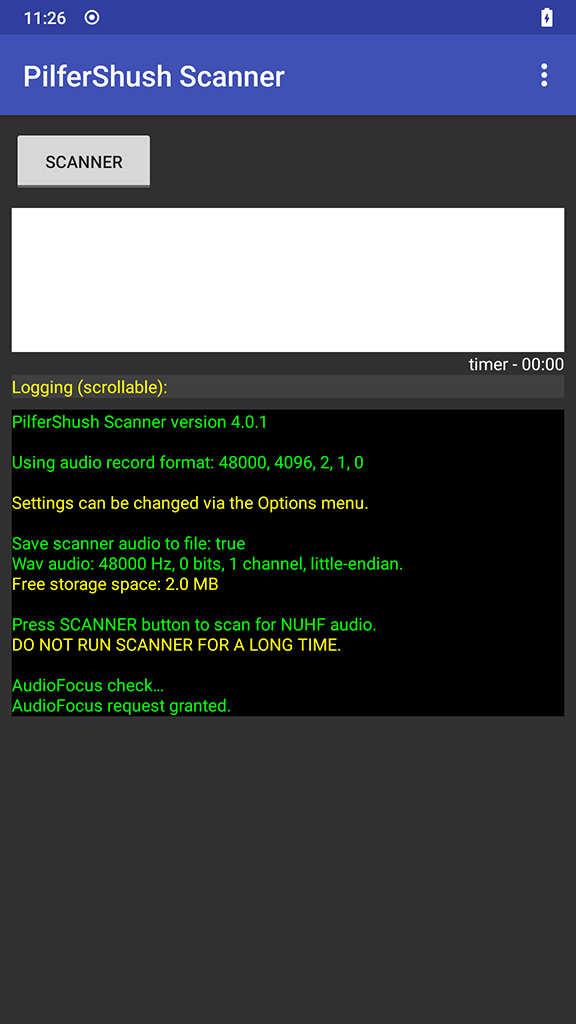 11:26
PilferShush Scanner
SCANNER
timer - 00:00
Logging (scrollable):
PilferShush Scanner version 4.0.1
Using audio record format: 48000, 4096, 2, 1, 0
Settings can be changed via the Options menu.
Save scanner audio to file: true
Wav audio: 48000 Hz, 0 bits, 1 channel, little-endian.
Free storage space: 2.0 MB
Press SCANNER button to scan for NUHF audio.
DO NOT RUN SCANNER FOR A LONG TIME.
AudioFocus check…
AudioFocus request granted.